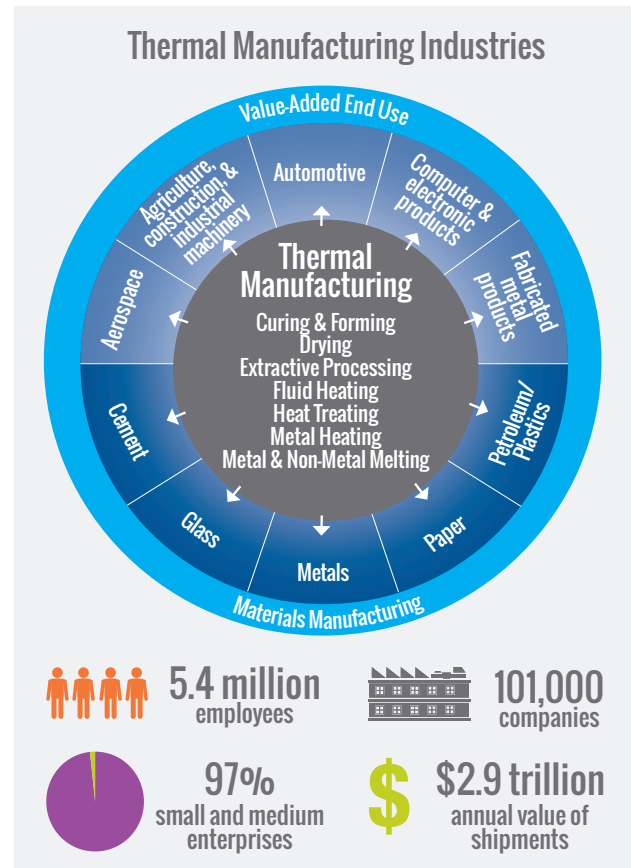 Thermal Manufacturing Industries
Value-Added End Use
Automotive
Computer &
electronic
products
Fabricated
metal
products
Petroleum/
Plastics
Paper
Metals
Glass
Cement
Aerospace
Agriculture,
construction, &
industrial
machinery
Thermal
Manufacturing
Curing & Forming
Drying
Extractive Processing
Fluid Heating
Heat Treating
Metal Heating
Metal & Non-Metal Melting
Materials Manufacturing
5.4 million
employees
101,000
companies
97%
small and medium
enterprises
$
$2.9 trillion
annual value of
shipments